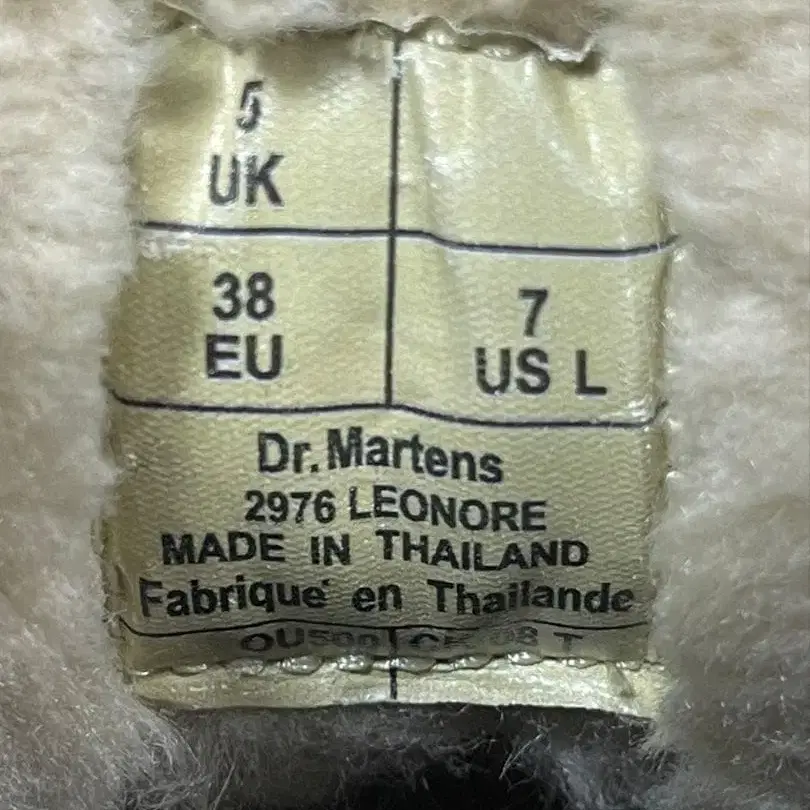 5
UK
38
EU
7
US L
Dr. Martens
2976 LEONORE
MADE IN THAILAND
Fabrique en Thailande